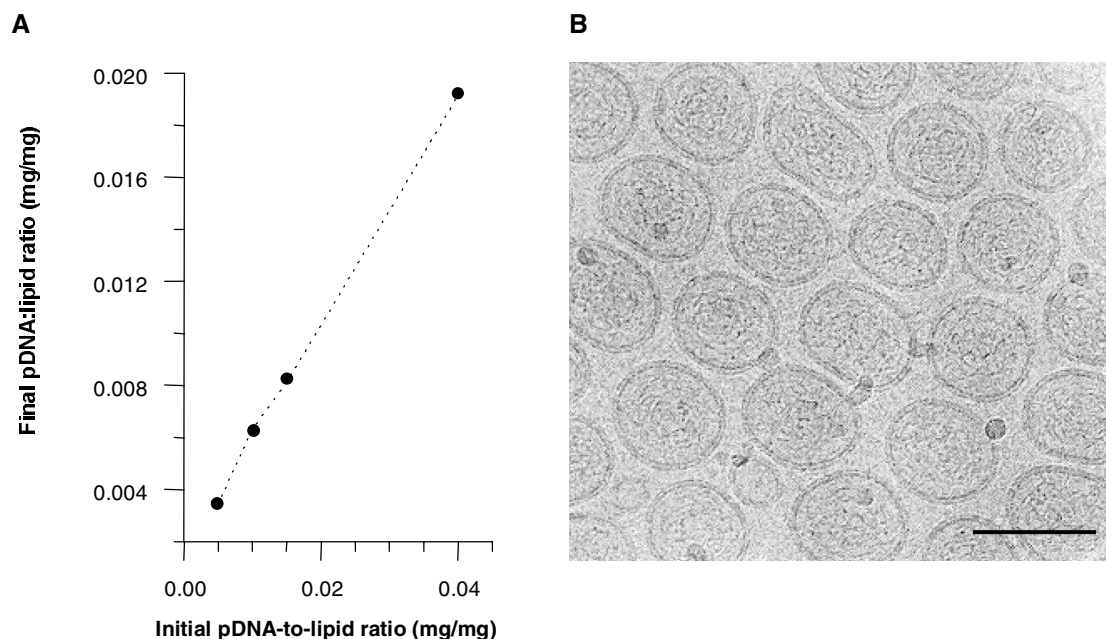 A
B
0.020
0.016
0.012
0.008
0.004
Final pDNA:lipid ratio (mg/mg)
0.00
0.02
0.04
Initial pDNA-to-lipid ratio (mg/mg)